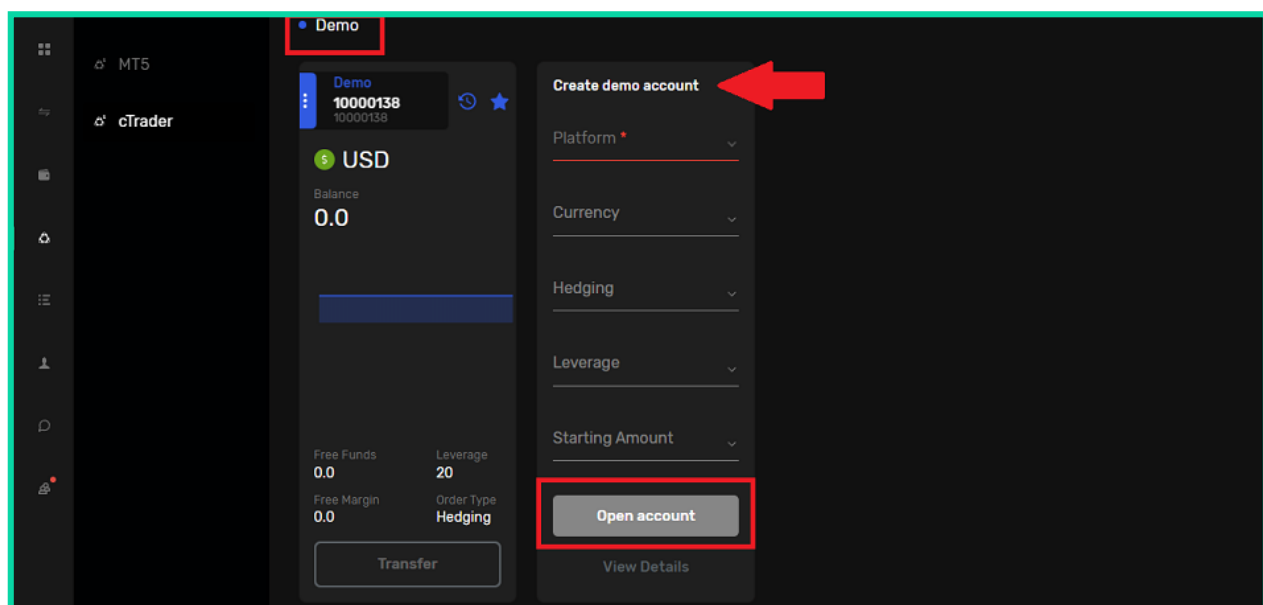 Demo
MT5
cTrader
Demo
10000138
10000138
USD
Balance
0.0
Free Funds
Leverage
0.0
20
Free Margin
Order Type
0.0
Hedging
Transfer
Create demo account
Platform *
Currency
Hedging
Leverage
Starting Amount
Open account
View Details